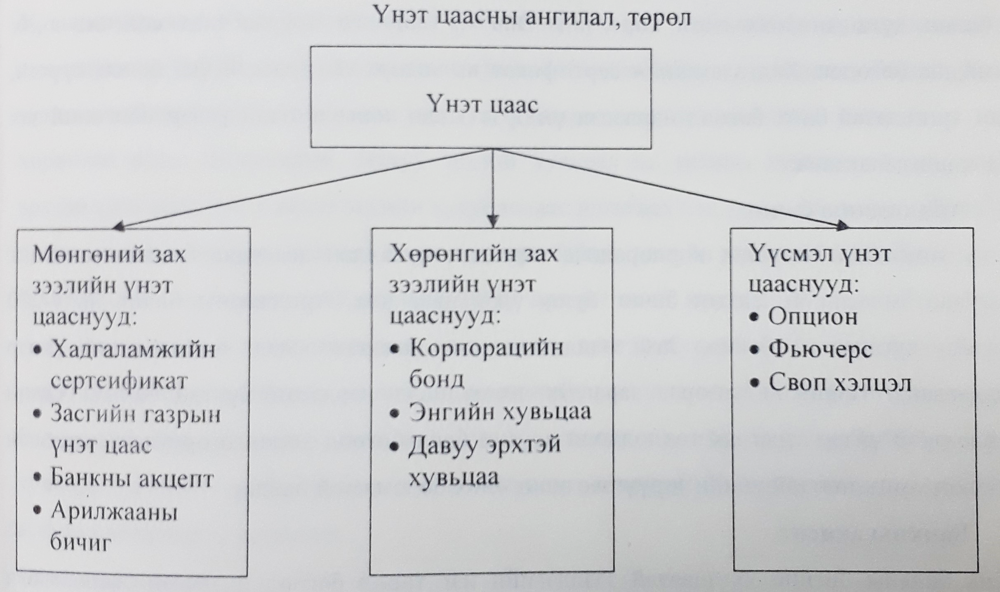 Үнэт цаасны ангилал, төрөл
Үнэт цаас
Мөнгөний зах
зээлийн үнэт
цааснууд:
• Хадгаламжийн
сертеификат
• Засгийн газрын
үнэт цаас
• Банкны акцепт
• Арилжааны
бичиг
Хөрөнгийн зах
зээлийн үнэт
цааснууд:
• Корпорацийн
бонд
• Энгийн хувьцаа
• Давуу эрхтэй
хувьцаа
Үүсмэл үнэт
цааснууд:
• Опцион
• Фьючерс
• Своп хэлцэл